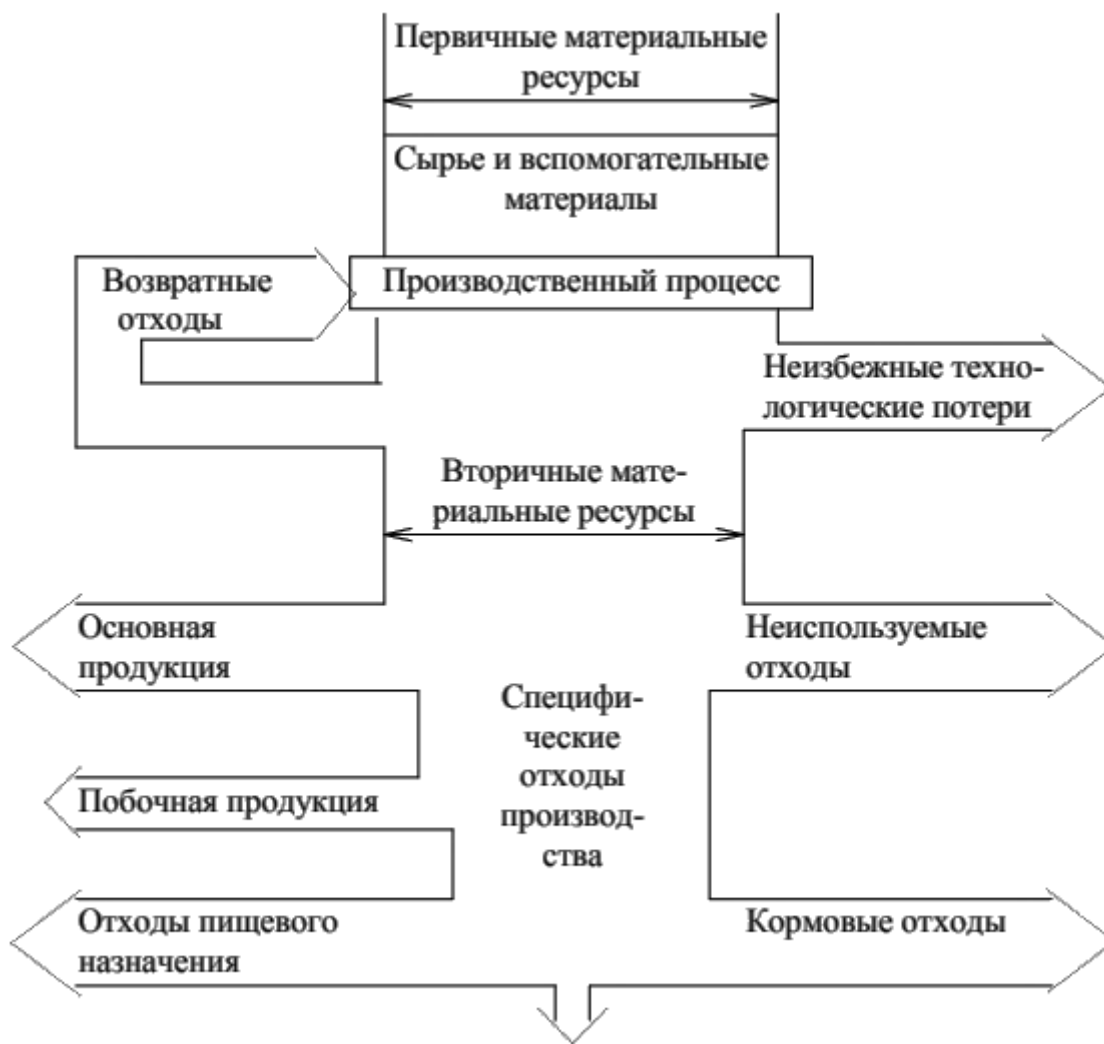 Первичные материальные
ресурсы
Сырье и вспомогательные
материалы
Возвратные
отходы
Производственный процесс
Неизбежные техно-
логические потери
Вторичные мате-
риальные ресурсы
Основная
продукция
Неиспользуемые
отходы
Специфи-
ческие
отходы
производ-
ства
Побочная продукция
Отходы пищевого
назначения
Кормовые отходы